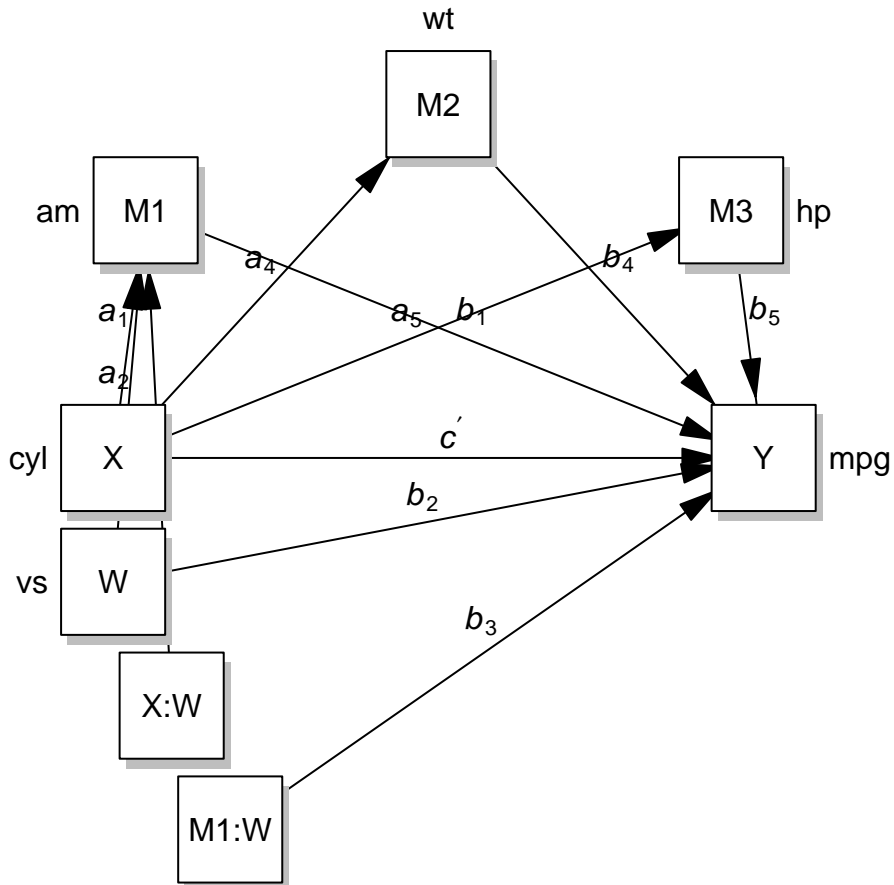 wt
M2
am M1 M3 hp
a4 b4
a1 a5 b1 b5
a2
cyl X c′ Y mpg
b2
vs W
b3
X:W
M1:W